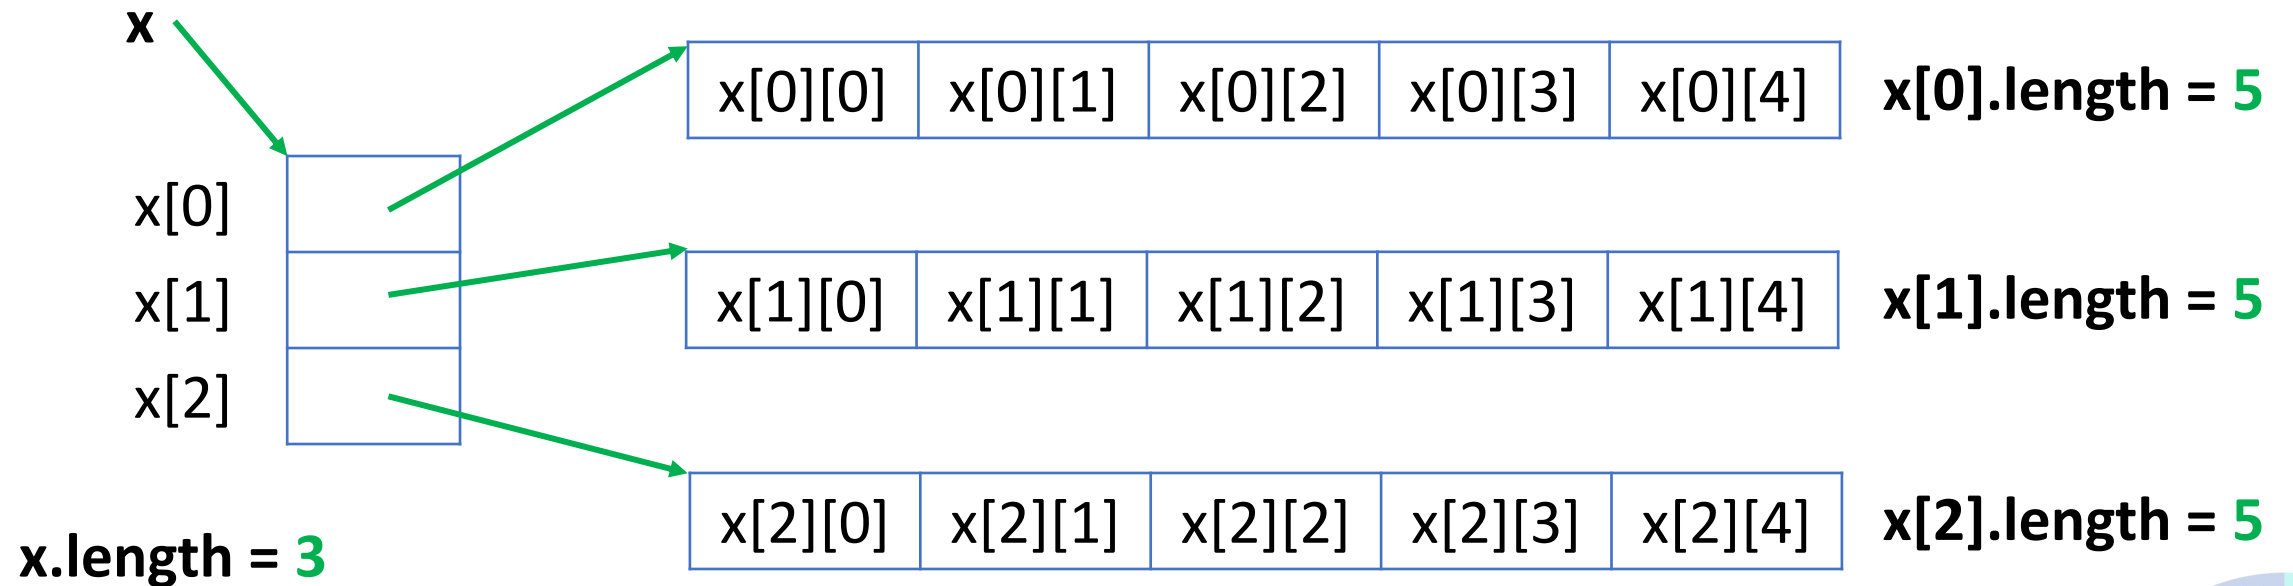 x
x[0][0] x[0][1] x[0][2] x[0][3] x[0][4] x[0].length = 5
x[0]
x[1] x[1][0] x[1][1] x[1][2] x[1][3] x[1][4] x[1].length = 5
x[2]
x[2][0] x[2][1] x[2][2] x[2][3] x[2][4] x[2].length = 5
x.length = 3